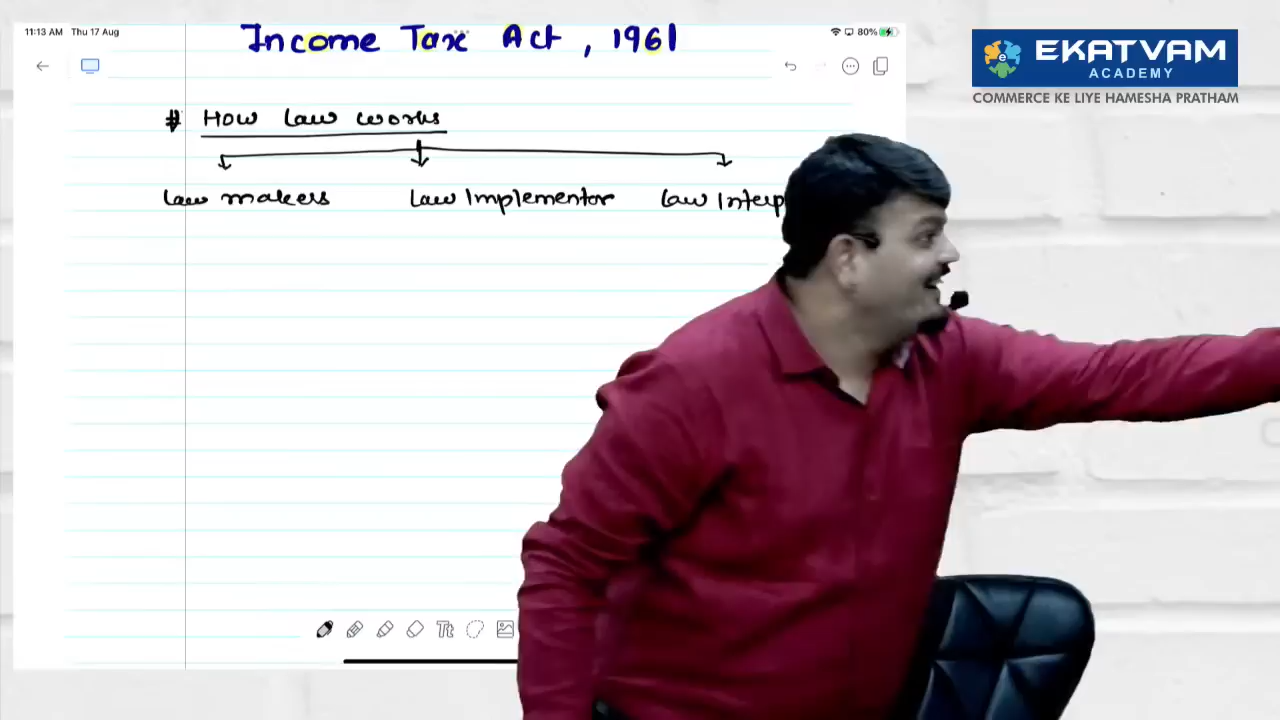 11:13 AM Thu 17 Aug
80%
Income Tax Act, 1961
EKATVAM
ACADEMY
COMMERCE KE LIYE HAMESHA PRATHAM
# How Law works
Law makers Law Implementor Law Interp
Tt